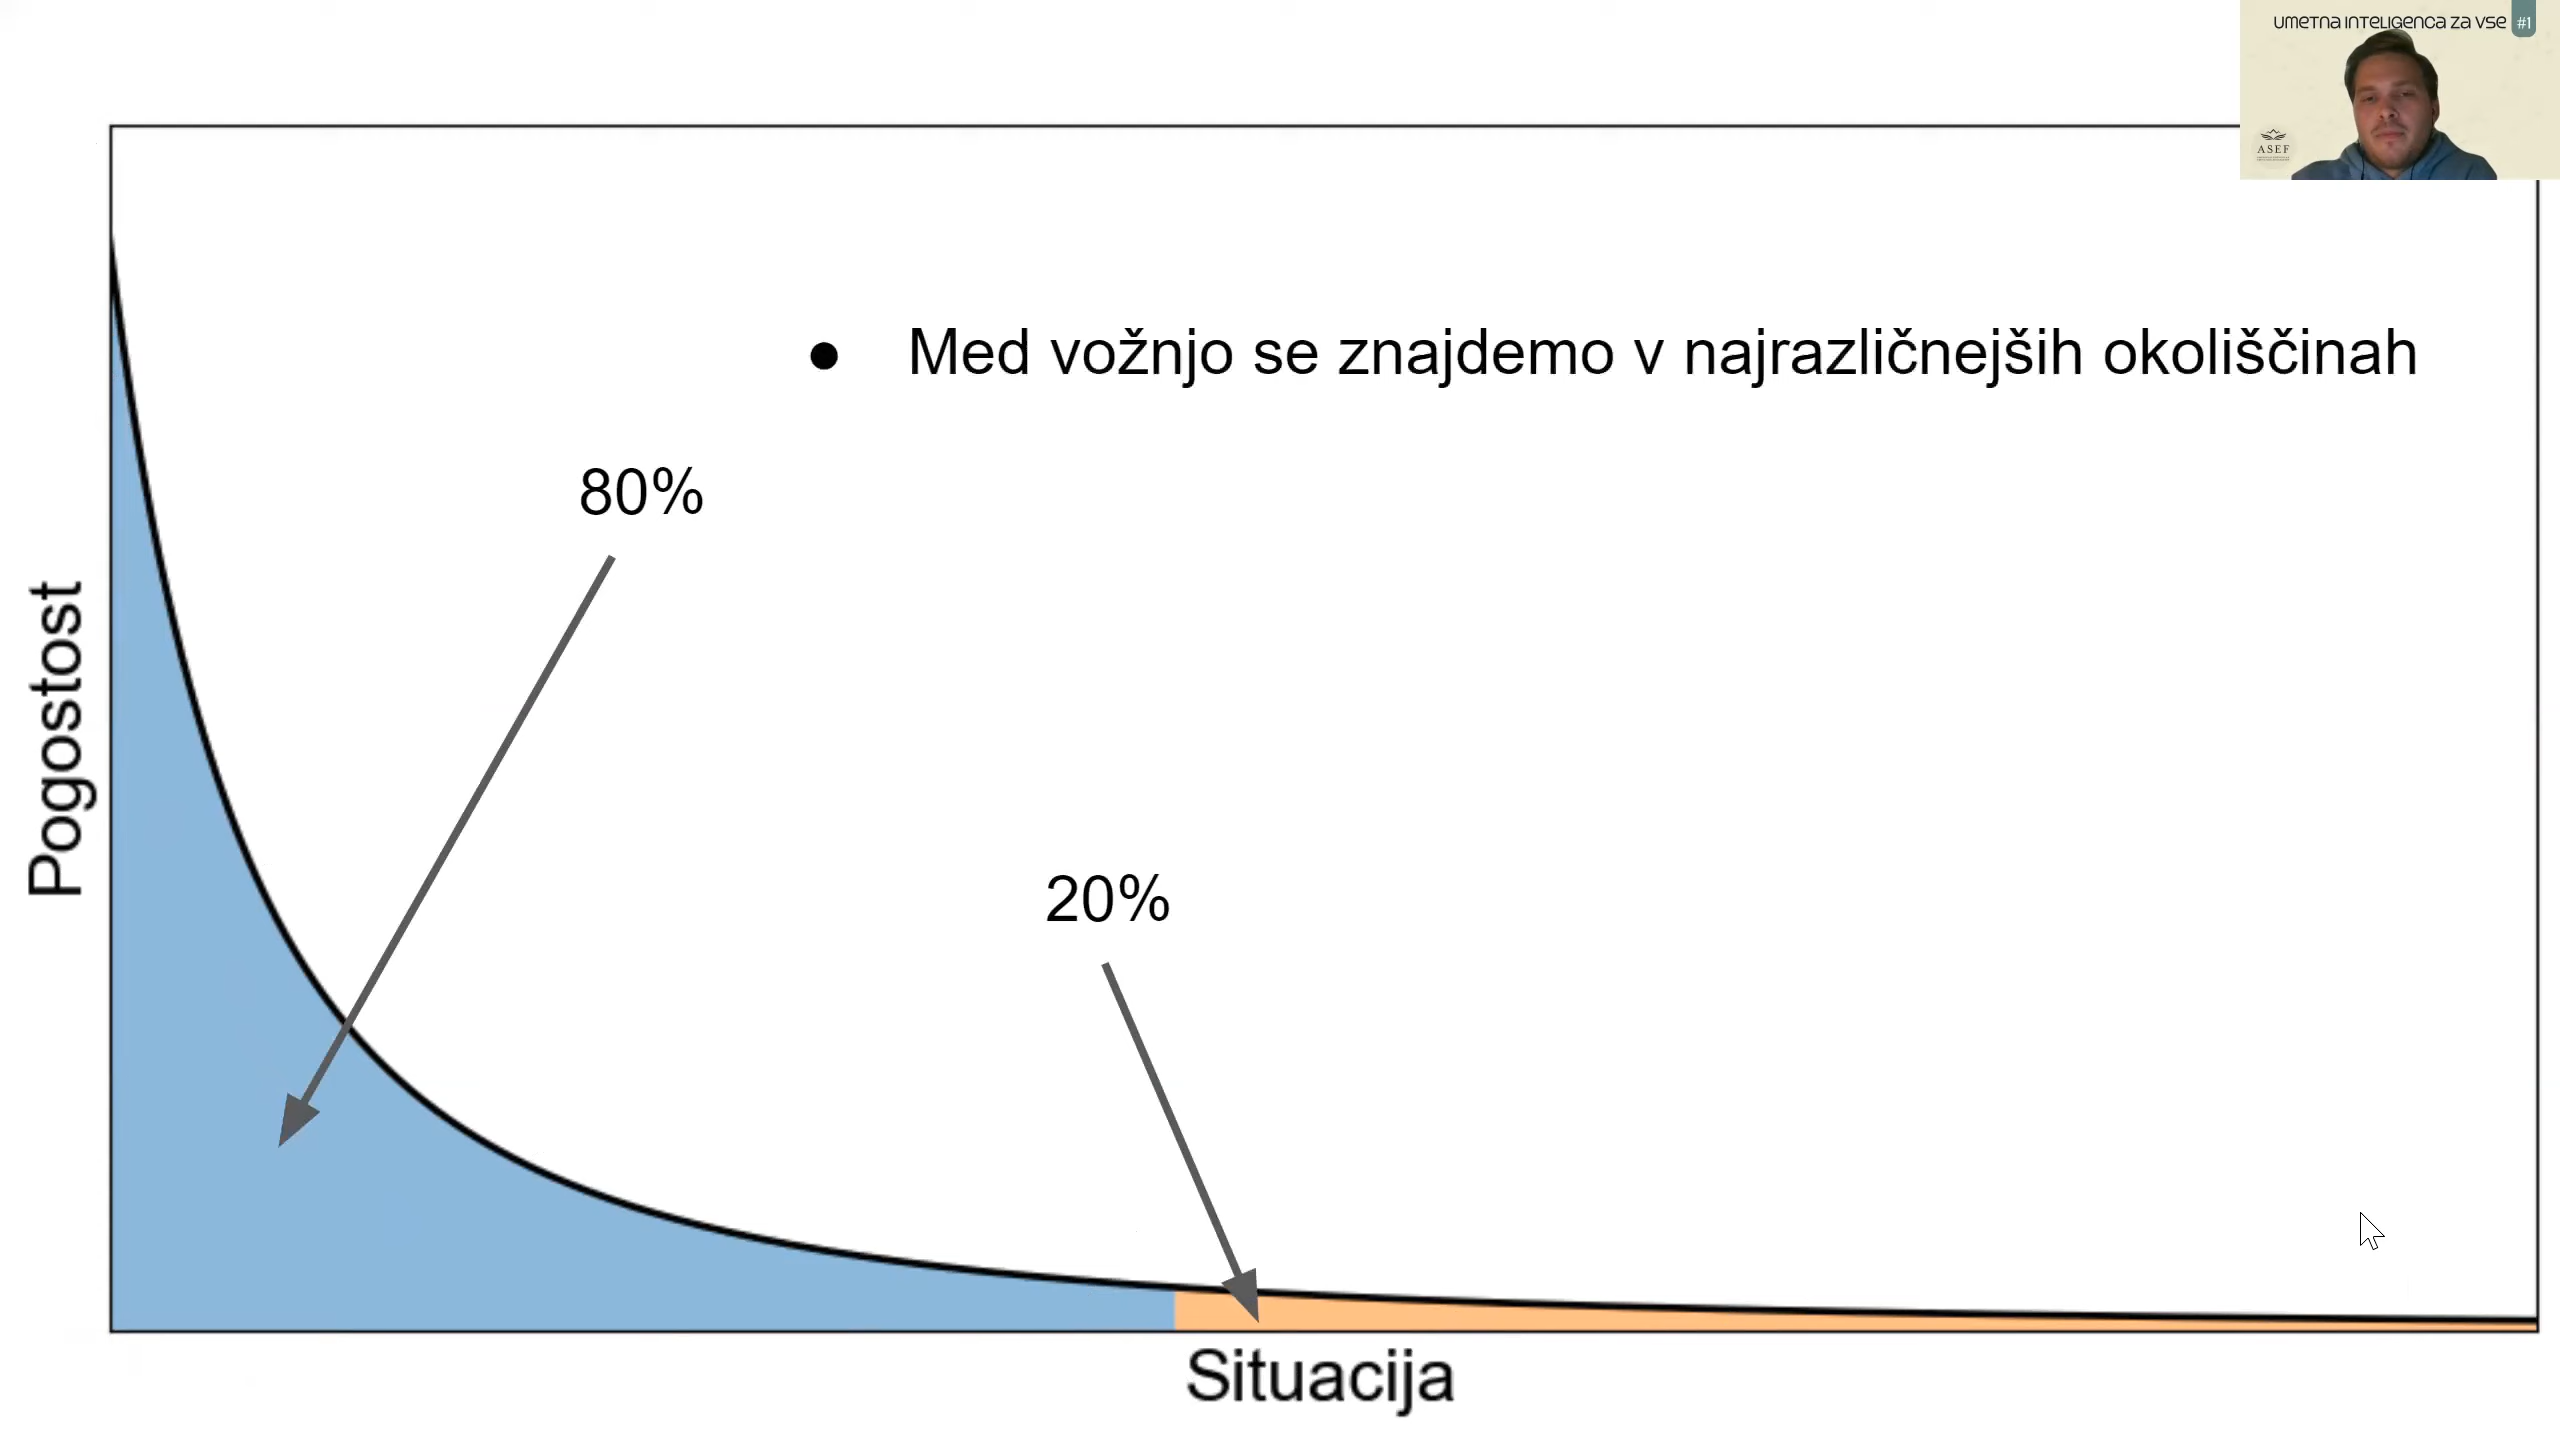 umetna inteligenca za vse #1
ASEF
Med vožnjo se znajdemo v najrazličnejših okoliščinah
80%
20%
Pogostost
Situacija